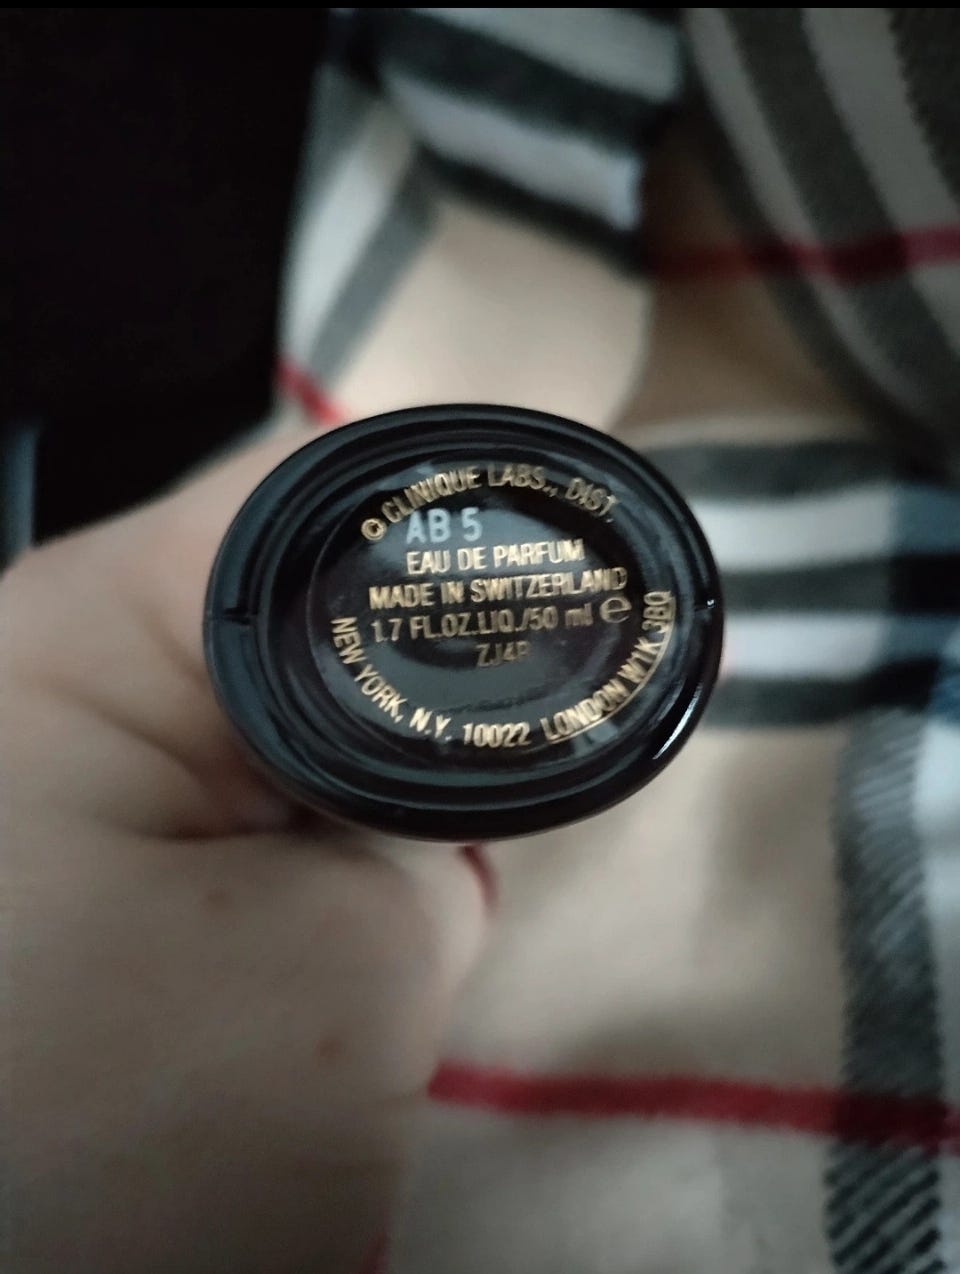 © CLINIQUE LABS., DIST.
AB 5
EAU DE PARFUM
MADE IN SWITZERLAND
1.7 FL.OZ.LIQ./50 ml ℮
NEW YORK, N.Y. 10022 LONDON W1K 3BQ